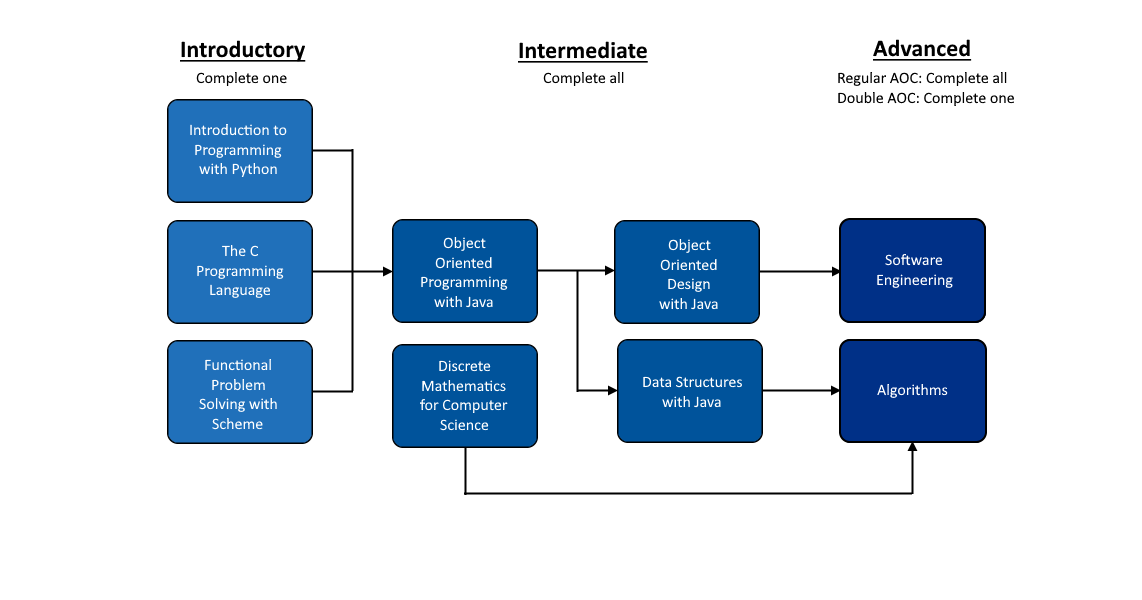 Introductory
Complete one
Intermediate
Complete all
Advanced
Regular AOC: Complete all
Double AOC: Complete one
Introduction to
Programming
with Python
The C
Programming
Language
Functional
Problem
Solving with
Scheme
Object
Oriented
Programming
with Java
Discrete
Mathematics
for Computer
Science
Object
Oriented
Design
with Java
Data Structures
with Java
Software
Engineering
Algorithms